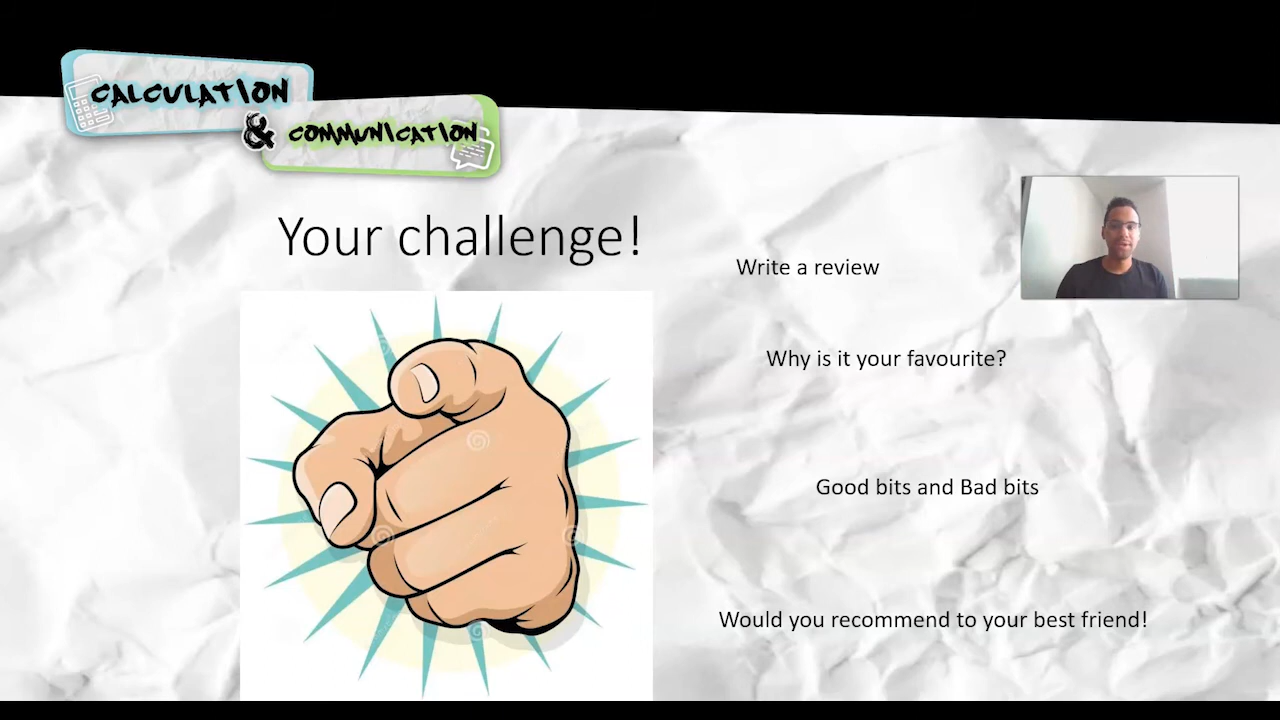 CALCULATION
& COMMUNICATION
Your challenge!
Write a review
Why is it your favourite?
Good bits and Bad bits
Would you recommend to your best friend!